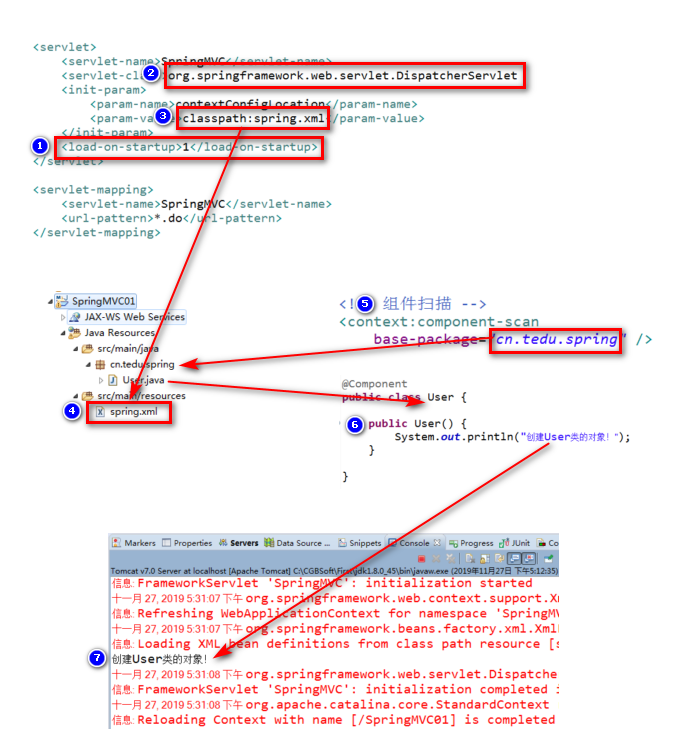 <servlet>
<servlet-name>SpringMVC</servlet-name>
2
<servlet-cl org.springframework.web.servlet.DispatcherServlet
<init-param>
<param-name>contextConfigLocation</param-name>
3
<param-va classpath:spring.xml</param-value>
</init-param>
1
<load-on-startup>1</load-on-startup>
</servlet>
<servlet-mapping>
<servlet-name>SpringMVC</servlet-name>
<url-pattern>*.do</url-pattern>
</servlet-mapping>
SpringMVC01
JAX-WS Web Services
Java Resources
src/main/java
cn.tedu.spring
User.java
src/main/resources
4
spring.xml
<! 5 组件扫描 -->
<context:component-scan
base-package="cn.tedu.spring" />
@Component
public class User {
6
public User() {
System.out.println("创建User类的对象!");
}
}
Markers Properties Servers Data Source ... Snippets Console Progress JUnit Co
Tomcat v7.0 Server at localhost [Apache Tomcat] C:\CGBSoft\Fir \jdk1.8.0_45\bin\javaw.exe (2019年11月27日 下午5:12:35)
信息: FrameworkServlet 'SpringMVC': initialization started
十一月 27, 2019 5:31:07 下午 org.springframework.web.context.support.X
信息: Refreshing WebApplicationContext for namespace 'SpringMV
十一月 27, 2019 5:31:07 下午 org.springframework.beans.factory.xml.Xml
信息: Loading XML bean definitions from class path resource [s
7
创建User类的对象!
十一月 27, 2019 5:31:08 下午 org.springframework.web.servlet.Dispatche
信息: FrameworkServlet 'SpringMVC': initialization completed i
十一月 27, 2019 5:31:08 下午 org.apache.catalina.core.StandardContext
信息: Reloading Context with name [/SpringMVC01] is completed